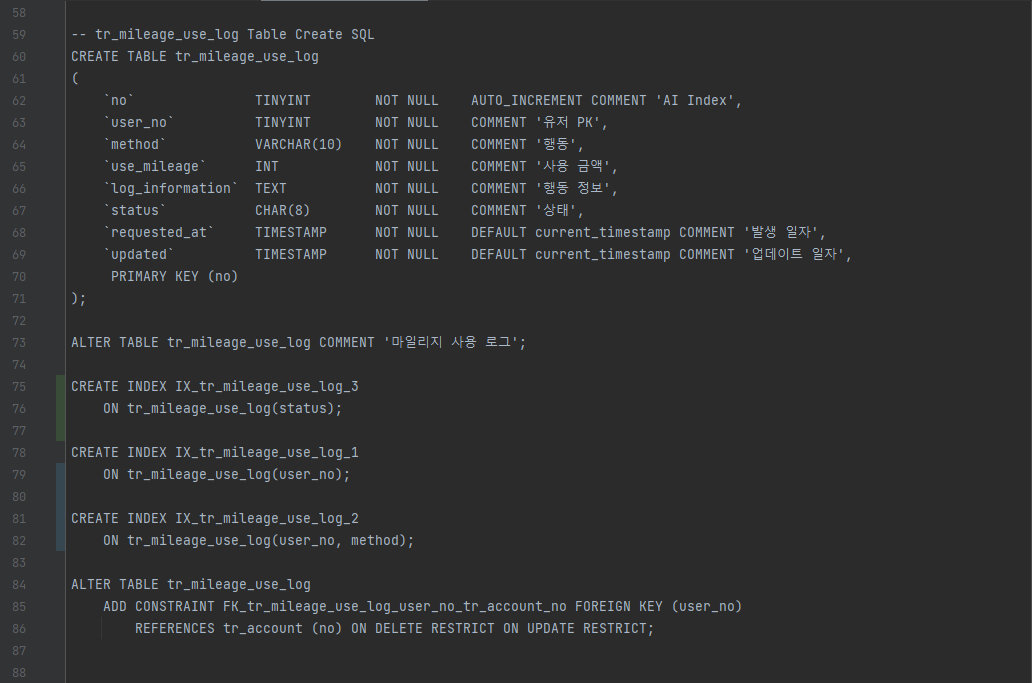 58
59 -- tr_mileage_use_log Table Create SQL
60 CREATE TABLE tr_mileage_use_log
61 (
62 `no` TINYINT NOT NULL AUTO_INCREMENT COMMENT 'AI Index',
63 `user_no` TINYINT NOT NULL COMMENT '유저 PK',
64 `method` VARCHAR(10) NOT NULL COMMENT '행동',
65 `use_mileage` INT NOT NULL COMMENT '사용 금액',
66 `log_information` TEXT NOT NULL COMMENT '행동 정보',
67 `status` CHAR(8) NOT NULL COMMENT '상태',
68 `requested_at` TIMESTAMP NOT NULL DEFAULT current_timestamp COMMENT '발생 일자',
69 `updated` TIMESTAMP NOT NULL DEFAULT current_timestamp COMMENT '업데이트 일자',
70 PRIMARY KEY (no)
71 );
72
73 ALTER TABLE tr_mileage_use_log COMMENT '마일리지 사용 로그';
74
75 CREATE INDEX IX_tr_mileage_use_log_3
76 ON tr_mileage_use_log(status);
77
78 CREATE INDEX IX_tr_mileage_use_log_1
79 ON tr_mileage_use_log(user_no);
80
81 CREATE INDEX IX_tr_mileage_use_log_2
82 ON tr_mileage_use_log(user_no, method);
83
84 ALTER TABLE tr_mileage_use_log
85 ADD CONSTRAINT FK_tr_mileage_use_log_user_no_tr_account_no FOREIGN KEY (user_no)
86 REFERENCES tr_account (no) ON DELETE RESTRICT ON UPDATE RESTRICT;
87
88